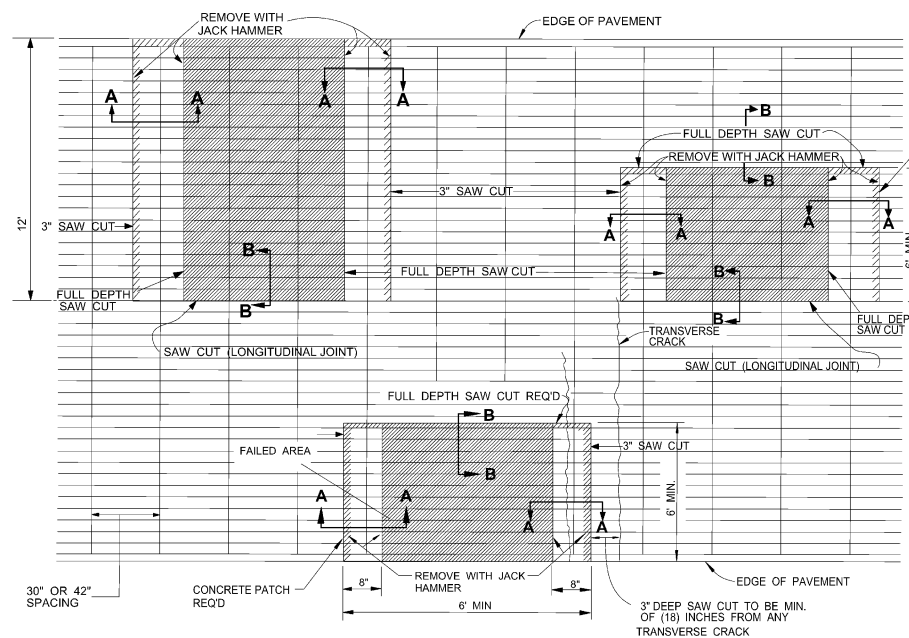 REMOVE WITH
JACK HAMMER
EDGE OF PAVEMENT
A
A
A
A
B
FULL DEPTH SAW CUT
REMOVE WITH JACK HAMMER
B
3" SAW CUT
12'
3" SAW CUT
A
A
A
A
6' MIN.
B
B
FULL DEPTH SAW CUT
B
B
FULL DEPTH
SAW CUT
SAW CUT (LONGITUDINAL JOINT)
TRANSVERSE
CRACK
FULL DEP
SAW CUT
SAW CUT (LONGITUDINAL JOINT)
FULL DEPTH SAW CUT REQ'D
B
3" SAW CUT
FAILED AREA
B
6' MIN.
A
A
A
A
30" OR 42"
SPACING
CONCRETE PATCH
REQ'D
8"
REMOVE WITH JACK
HAMMER
8"
6' MIN
EDGE OF PAVEMENT
3" DEEP SAW CUT TO BE MIN.
OF (18) INCHES FROM ANY
TRANSVERSE CRACK